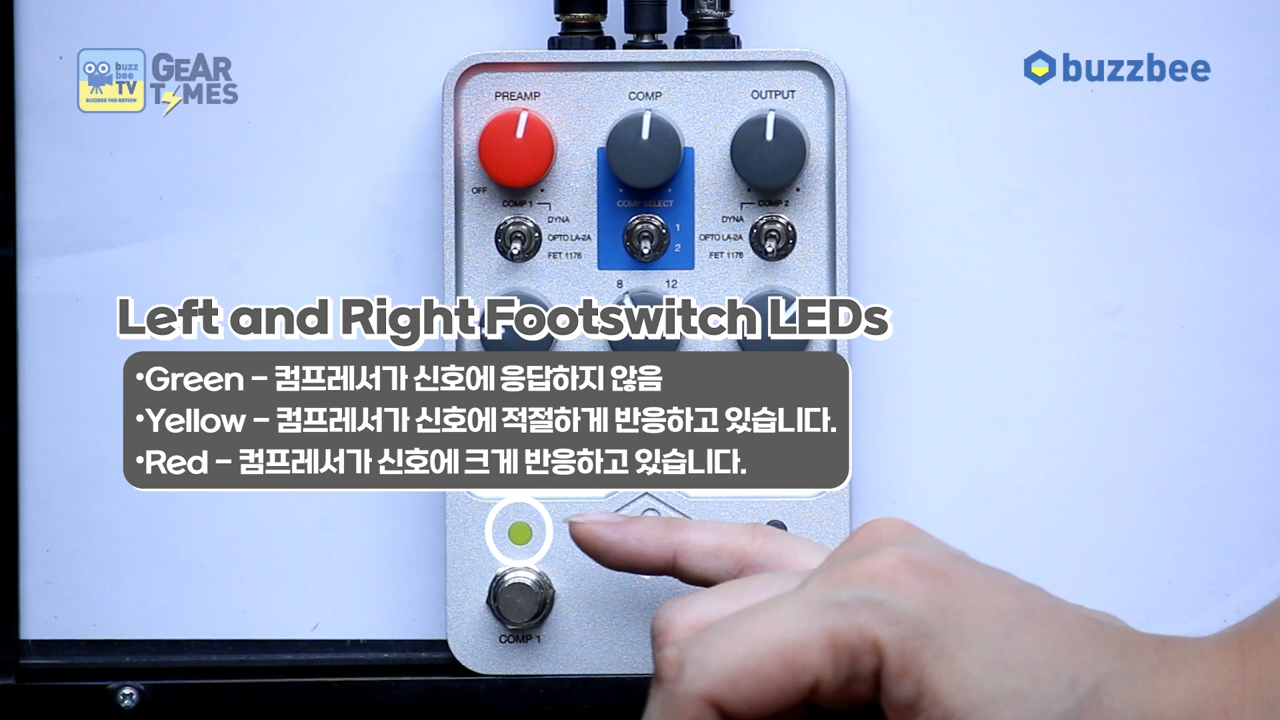 buzz
bee
TV
BUZZBEE YOU REVIEW
GEAR
TIMES
buzzbee
PREAMP
COMP
OUTPUT
OFF
COMP 1
COMP SELECT
COMP 2
DYNA
OPTO LA-2A
FET 1176
1
2
DYNA
OPTO LA-2A
FET 1176
8
12
Left and Right Footswitch LEDs
•Green - 컴프레서가 신호에 응답하지 않음
•Yellow - 컴프레서가 신호에 적절하게 반응하고 있습니다.
•Red - 컴프레서가 신호에 크게 반응하고 있습니다.
COMP 1